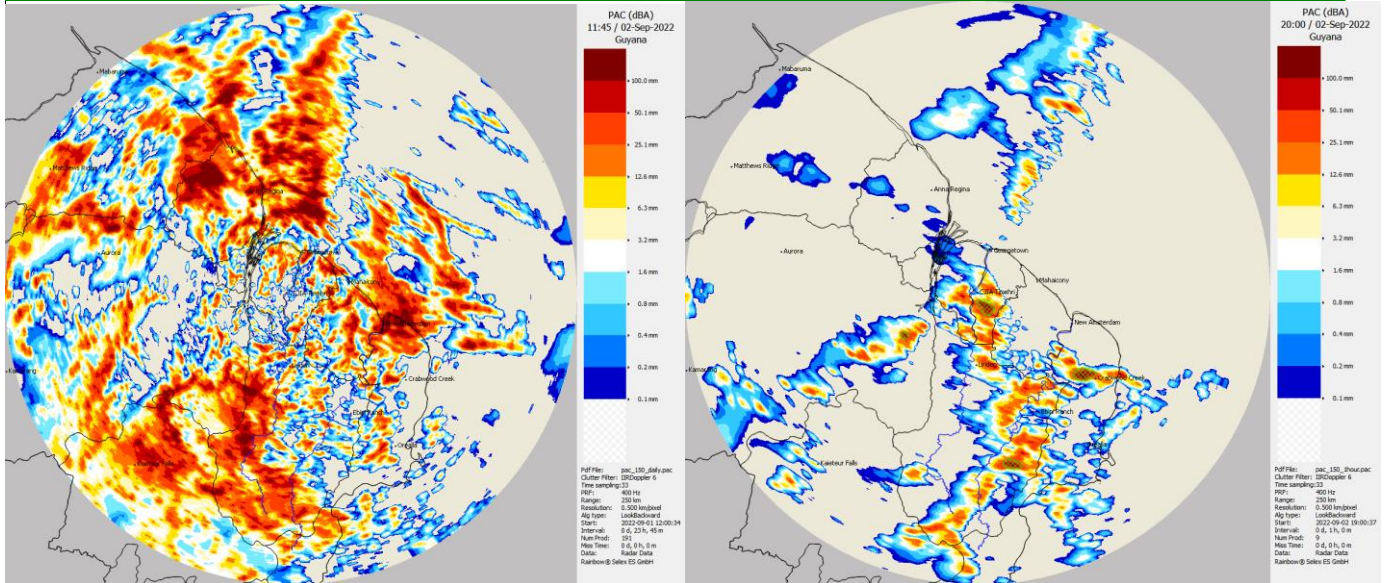 PAC (dBA)
11:45 / 02-Sep-2022
Guyana
100.0 mm
50.1 mm
25.1 mm
12.6 mm
6.3 mm
3.2 mm
1.6 mm
0.8 mm
0.4 mm
0.2 mm
0.1 mm
Pdf File: pac_150_daily.pac
Clutter Filter: IIRDoppler 6
Time sampling: 33
PRF: 400 Hz
Range: 250 km
Resolution: 0.500 km/pixel
Alg type: LookBackward
Start: 2022-09-01 12:00:34
Interval: 0 d, 23 h, 45 m
Num Prod: 191
Miss Time: 0 d, 0 h, 0 m
Data: Radar Data
Rainbow® Selex ES GmbH
Mabaruma
Matthews Ridge
Aurora
Mahaicony
Crabwood Creek
Orealla
PAC (dBA)
20:00 / 02-Sep-2022
Guyana
100.0 mm
50.1 mm
25.1 mm
12.6 mm
6.3 mm
3.2 mm
1.6 mm
0.8 mm
0.4 mm
0.2 mm
0.1 mm
Pdf File: pac_150_1hour.pac
Clutter Filter: IIRDoppler 6
Time sampling: 33
PRF: 400 Hz
Range: 250 km
Resolution: 0.500 km/pixel
Alg type: LookBackward
Start: 2022-09-02 19:00:37
Interval: 0 d, 1 h, 0 m
Num Prod: 9
Miss Time: 0 d, 0 h, 0 m
Data: Radar Data
Rainbow® Selex ES GmbH
Mabaruma
Matthews Ridge
Anna Regina
Aurora
Georgetown
CJIA Timehri
Mahaicony
New Amsterdam
Linden
Kamarang
Crabwood Creek
Ebini Ranch
Kaieteur Falls